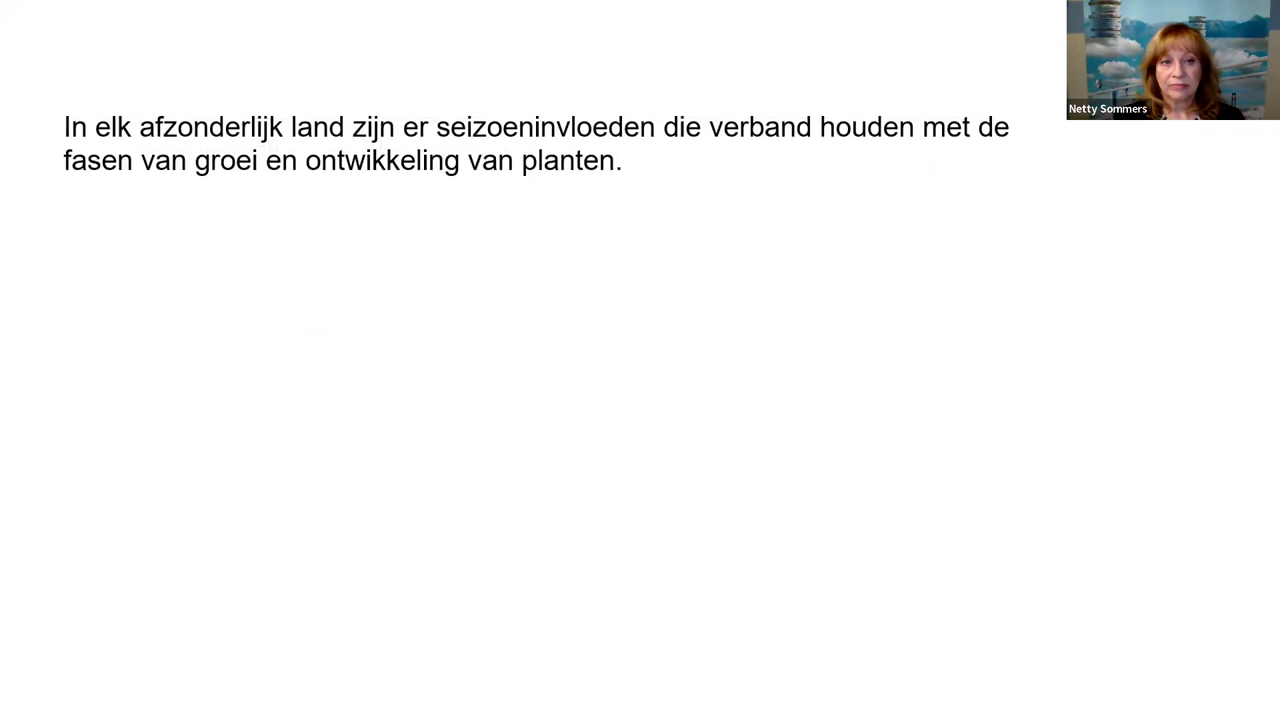 In elk afzonderlijk land zijn er seizoeninvloeden die verband houden met de
fasen van groei en ontwikkeling van planten.
Netty Sommers